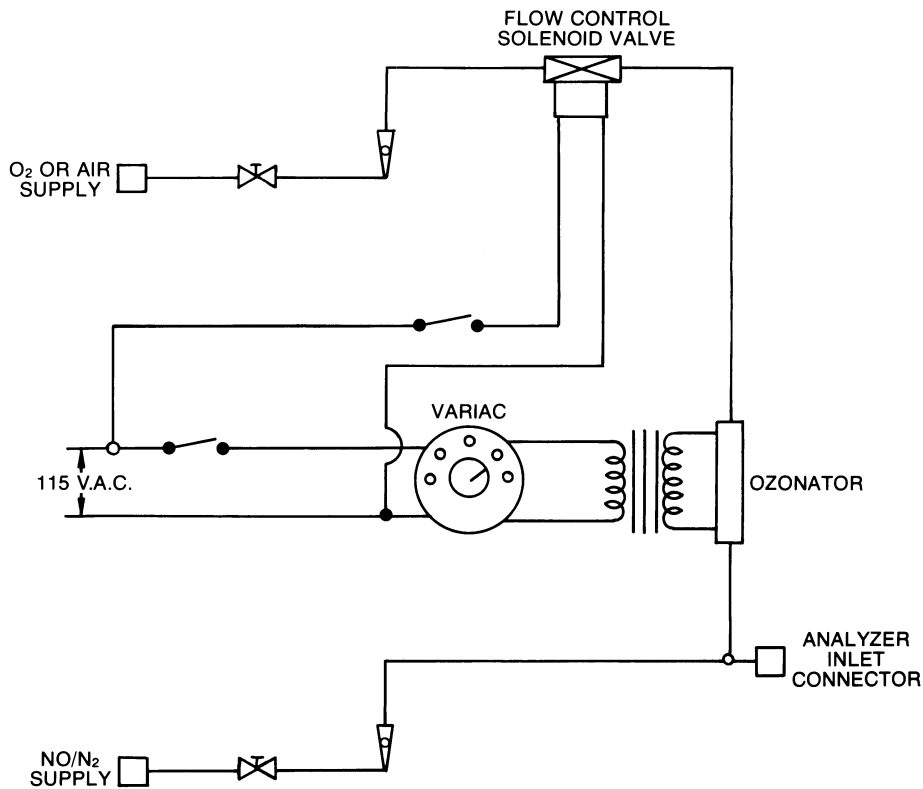 FLOW CONTROL
SOLENOID VALVE
O₂ OR AIR
SUPPLY
VARIAC
115 V.A.C.
OZONATOR
ANALYZER
INLET
CONNECTOR
NO/N₂
SUPPLY